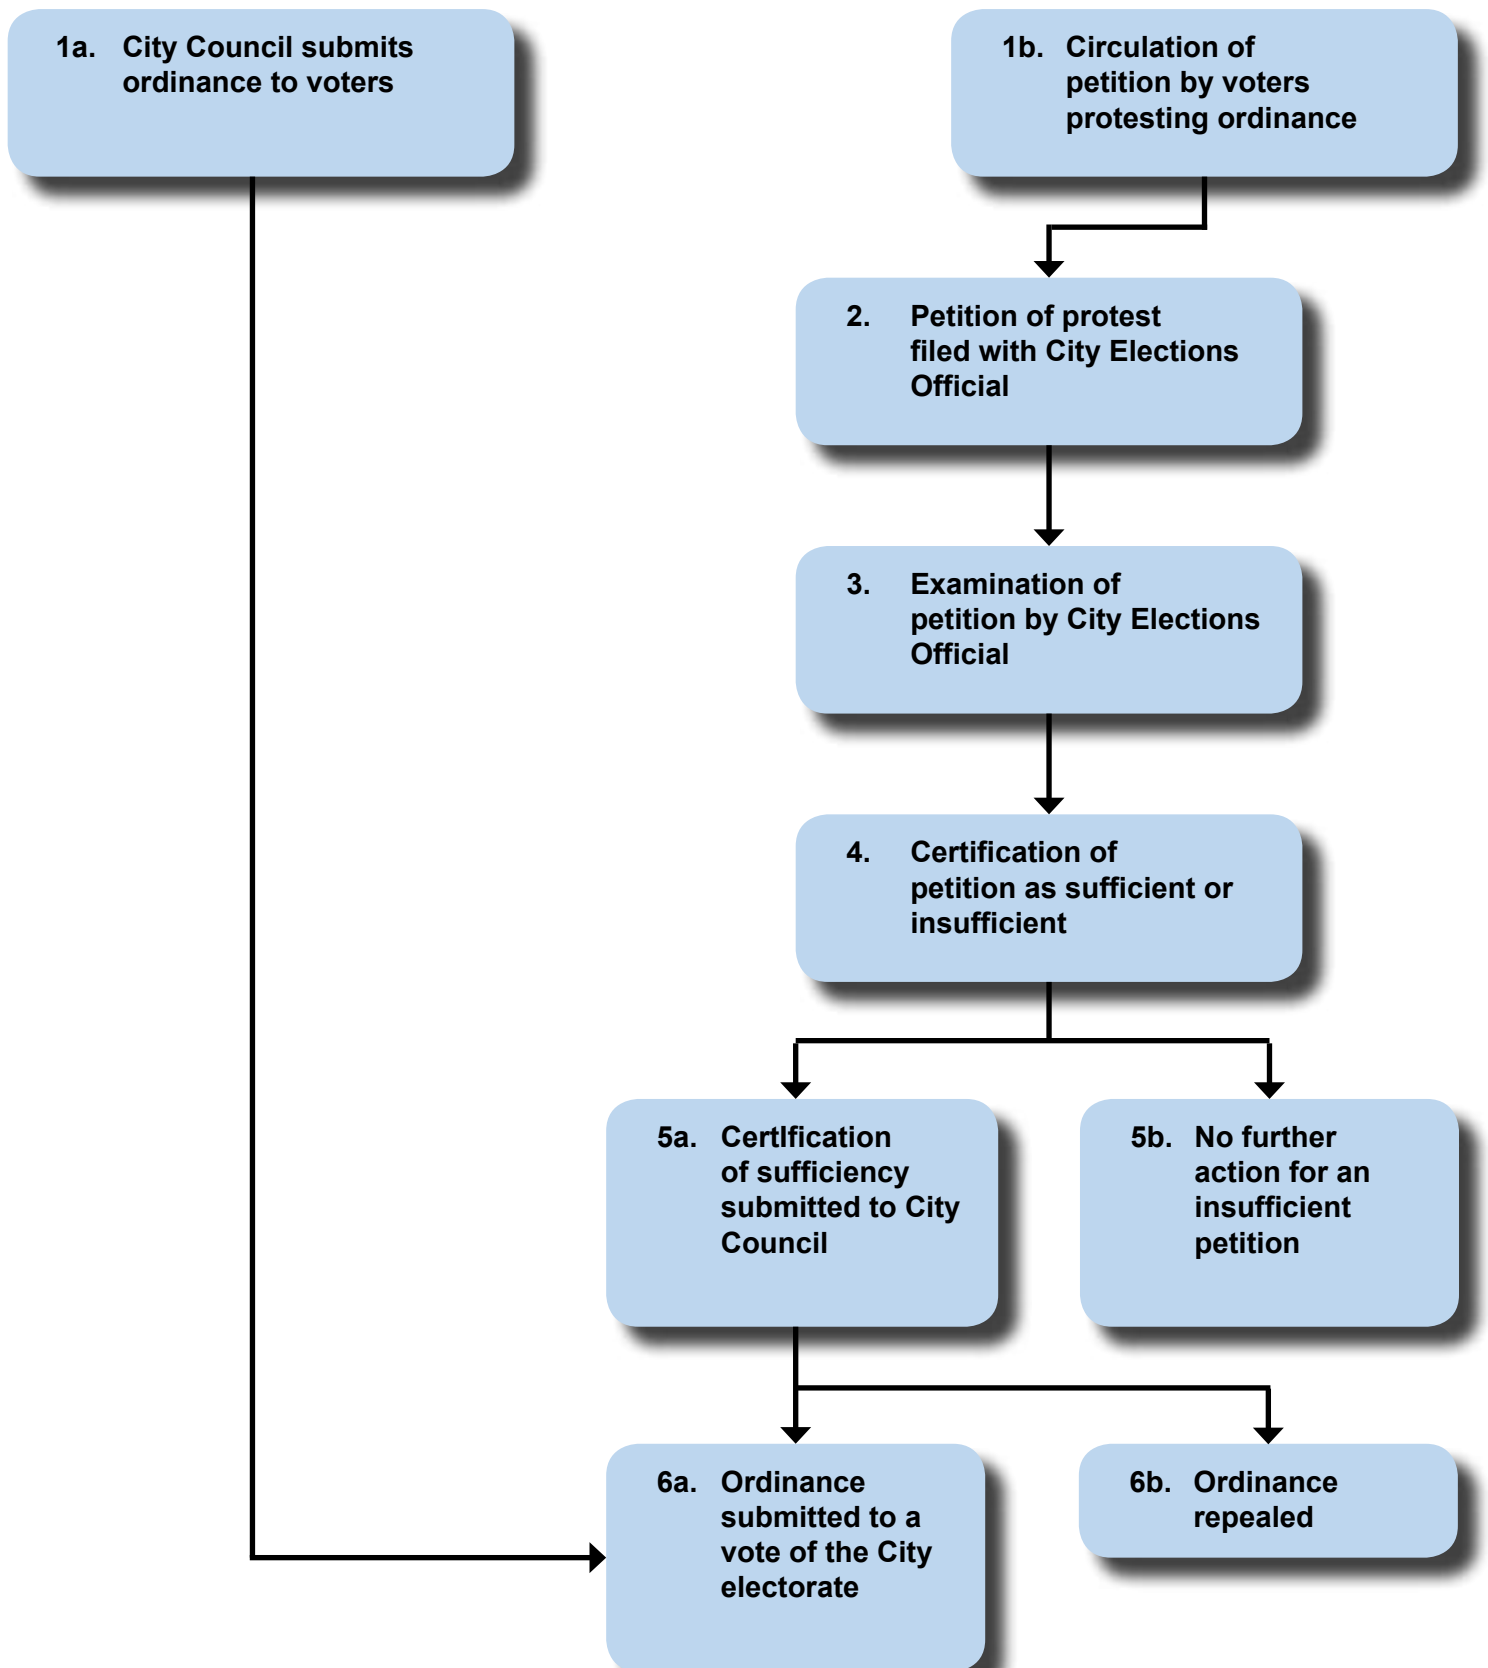 1a. City Council submits
ordinance to voters
1b. Circulation of
petition by voters
protesting ordinance
2. Petition of protest
filed with City Elections
Official
3. Examination of
petition by City Elections
Official
4. Certification of
petition as sufficient or
insufficient
5a. CertIfication
of sufficiency
submitted to City
Council
5b. No further
action for an
insufficient
petition
6a. Ordinance
submitted to a
vote of the City
electorate
6b. Ordinance
repealed